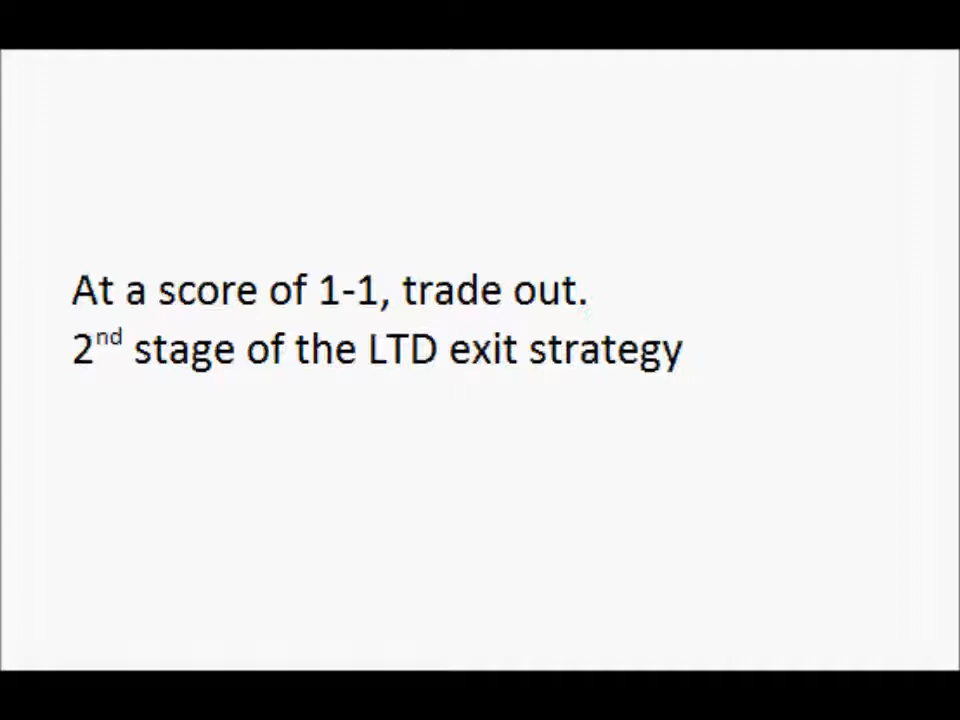 At a score of 1-1, trade out.
2nd stage of the LTD exit strategy